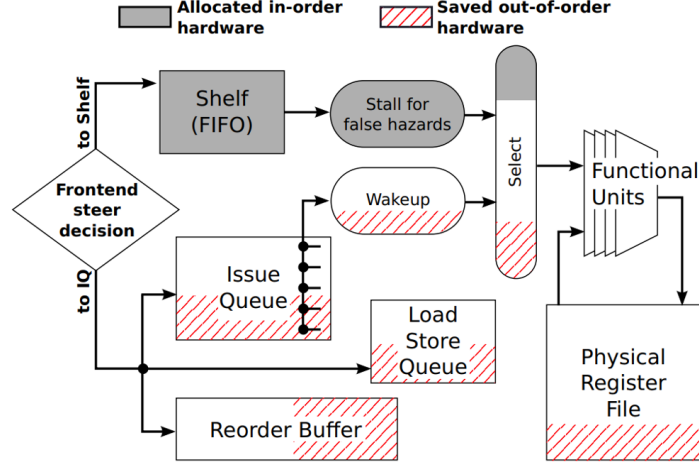 Allocated in-order
hardware
Saved out-of-order
hardware
to Shelf
Shelf
(FIFO)
Stall for
false hazards
Select
Frontend
steer
decision
Wakeup
Functional
Units
to IQ
Issue
Queue
Load
Store
Queue
Physical
Register
File
Reorder Buffer